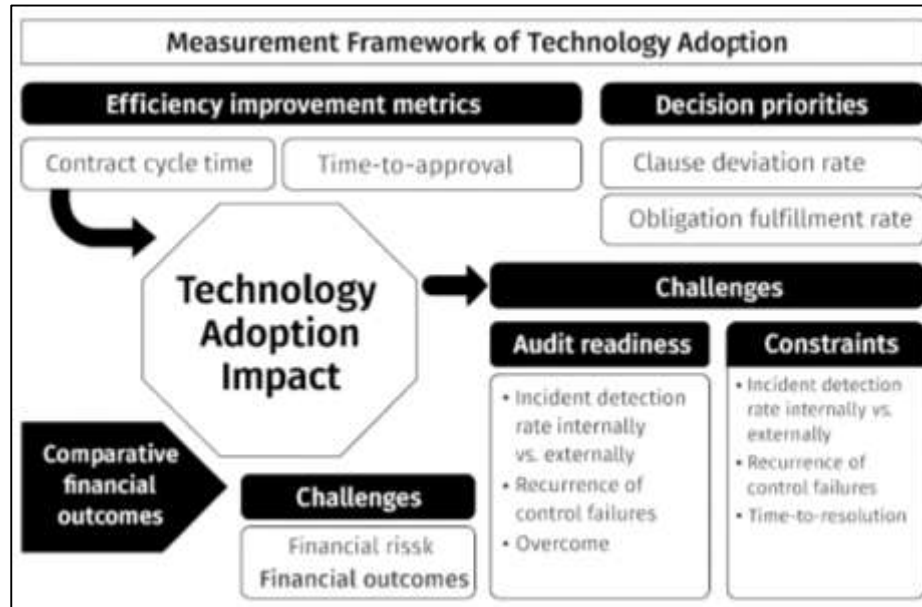 Measurement Framework of Technology Adoption
Efficiency improvement metrics
Decision priorities
Contract cycle time
Time-to-approval
Clause deviation rate
Obligation fulfillment rate
Technology
Adoption
Impact
Challenges
Audit readiness
• Incident detection
rate internally
vs. externally
• Recurrence of
control failures
• Overcome
Constraints
• Incident detection
rate internally vs.
externally
• Recurrence of
control failures
• Time-to-resolution
Comparative
financial
outcomes
Challenges
Financial rissk
Financial outcomes